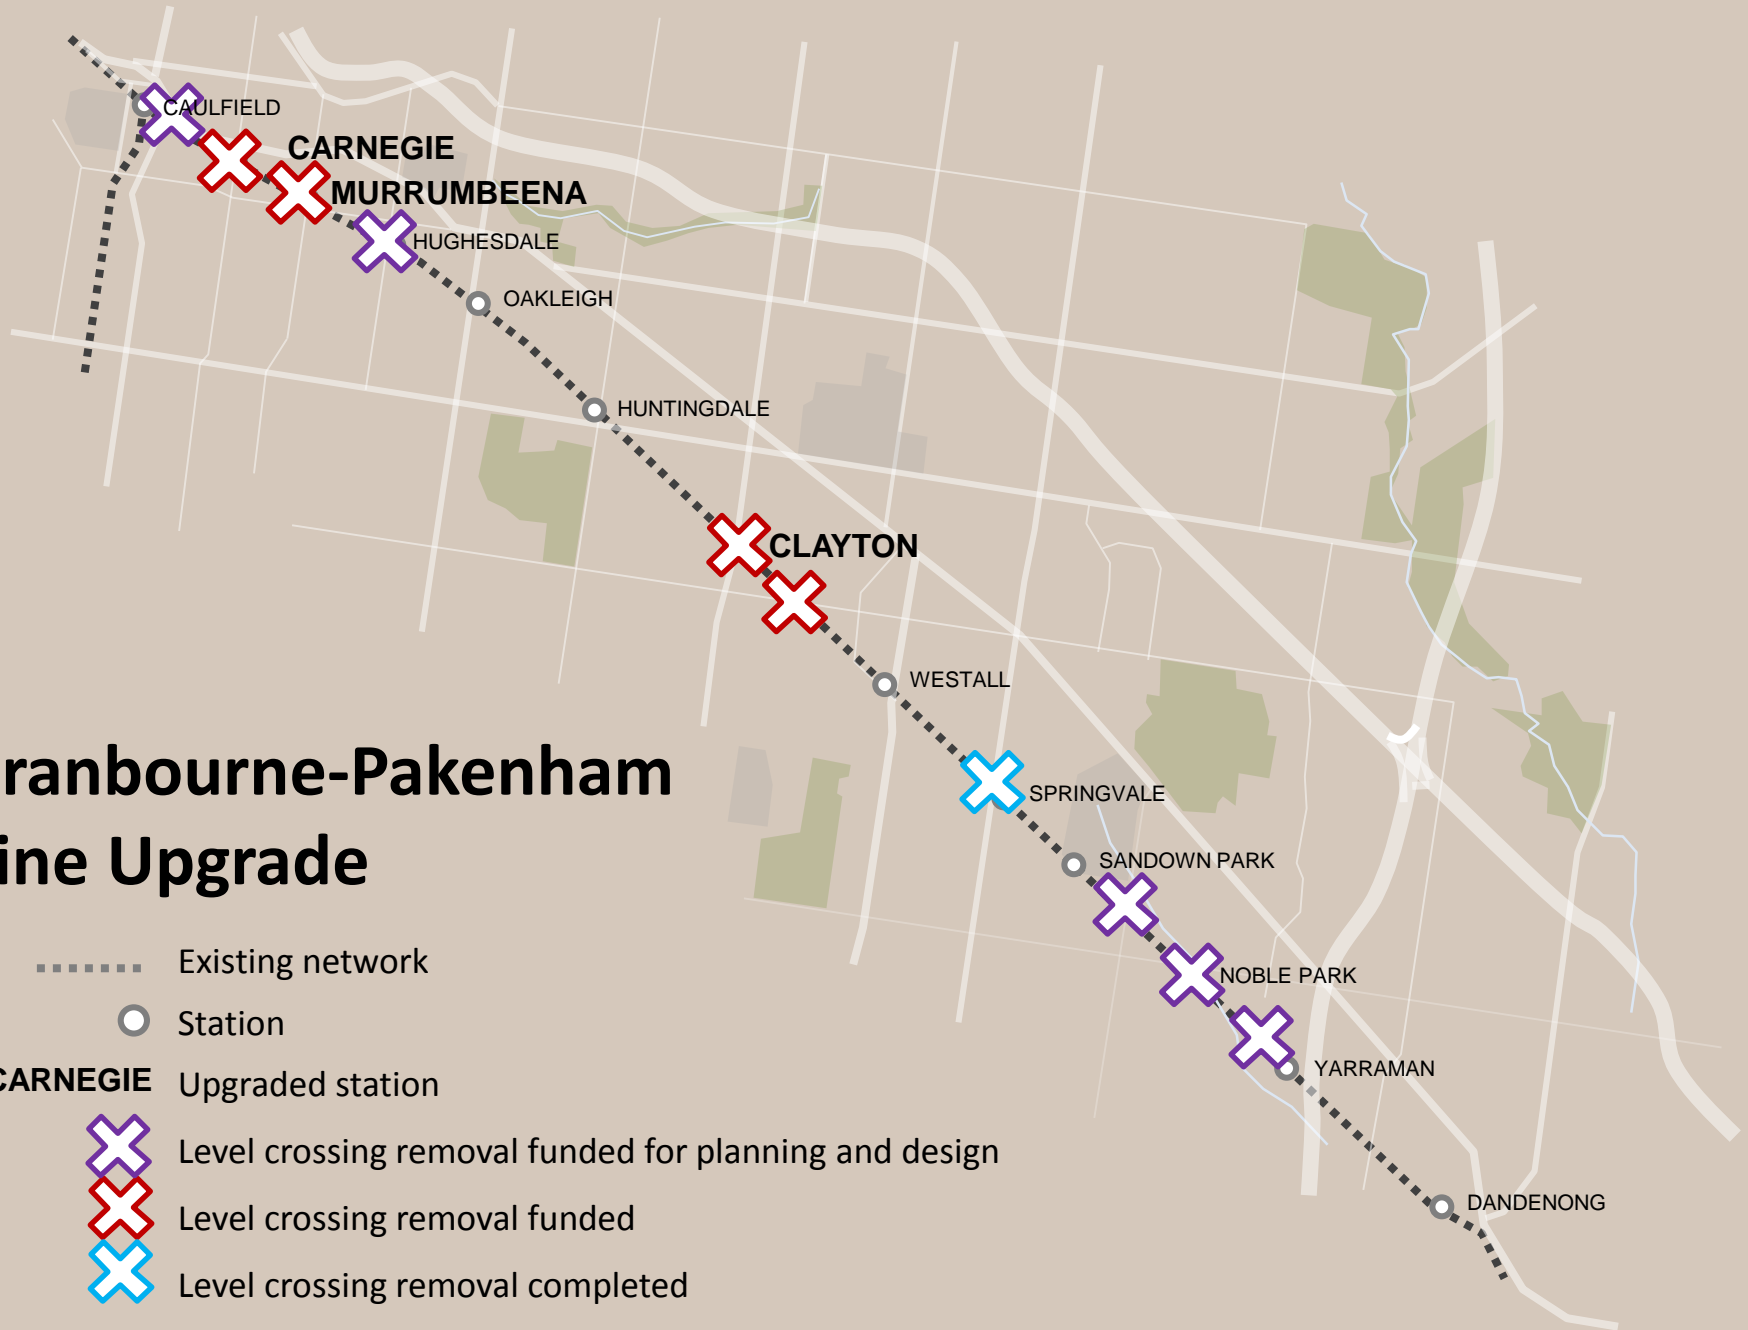 CAULFIELD
CARNEGIE
MURRUMBEENA
HUGHESDALE
OAKLEIGH
HUNTINGDALE
CLAYTON
WESTALL
SPRINGVALE
SANDOWN PARK
NOBLE PARK
YARRAMAN
DANDENONG
ranbourne-Pakenham
ine Upgrade
Existing network
Station
CARNEGIE Upgraded station
Level crossing removal funded for planning and design
Level crossing removal funded
Level crossing removal completed